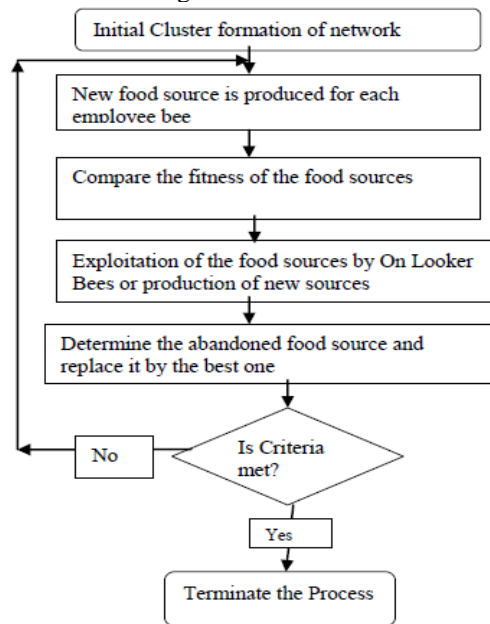 Initial Cluster formation of network
New food source is produced for each
employee bee
Compare the fitness of the food sources
Exploitation of the food sources by On Looker
Bees or production of new sources
Determine the abandoned food source and
replace it by the best one
Is Criteria
met?
No
Yes
Terminate the Process